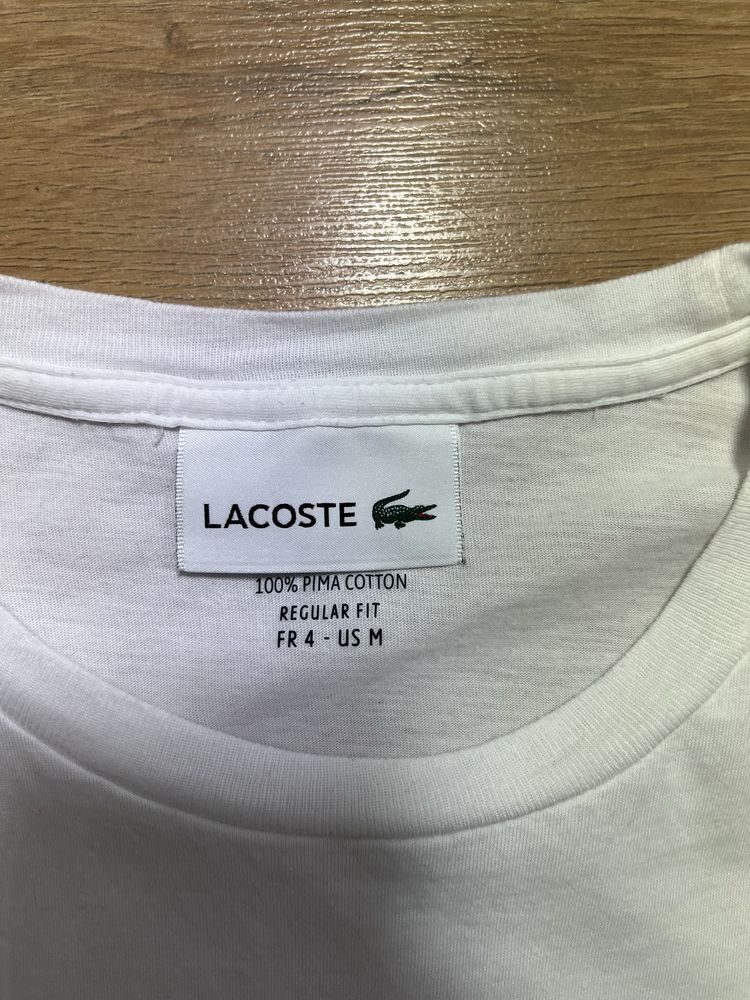 LACOSTE
100% PIMA COTTON
REGULAR FIT
FR 4 - US M